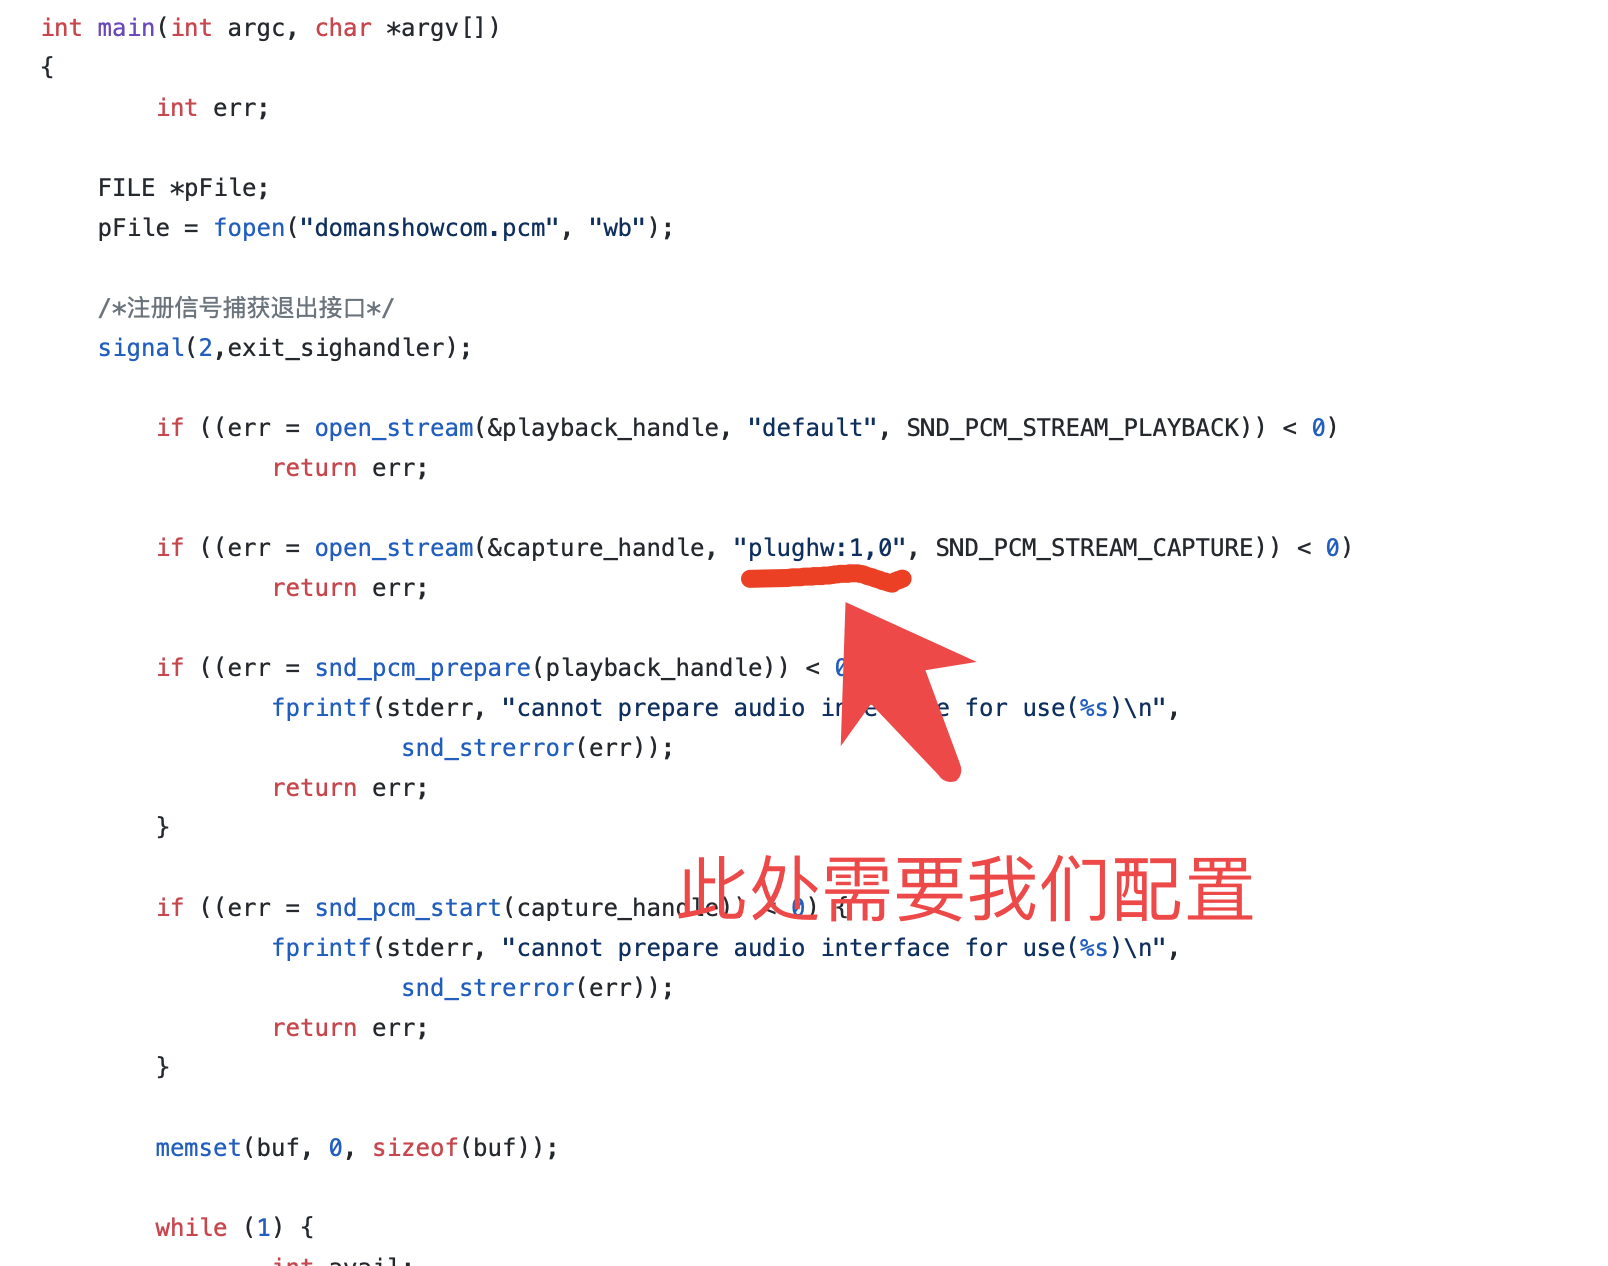 int main(int argc, char *argv[])
{
int err;
FILE *pFile;
pFile = fopen("domanshowcom.pcm", "wb");
/*注册信号捕获退出接口*/
signal(2,exit_sighandler);
if ((err = open_stream(&playback_handle, "default", SND_PCM_STREAM_PLAYBACK)) < 0)
return err;
if ((err = open_stream(&capture_handle, "plughw:1,0", SND_PCM_STREAM_CAPTURE)) < 0)
return err;
if ((err = snd_pcm_prepare(playback_handle)) < 0
fprintf(stderr, "cannot prepare audio in e for use(%s)\n",
snd_strerror(err));
return err;
}
此处需要我们配置
if ((err = snd_pcm_start(capture_handle)) < 0) {
fprintf(stderr, "cannot prepare audio interface for use(%s)\n",
snd_strerror(err));
return err;
}
memset(buf, 0, sizeof(buf));
while (1) {
int avail;